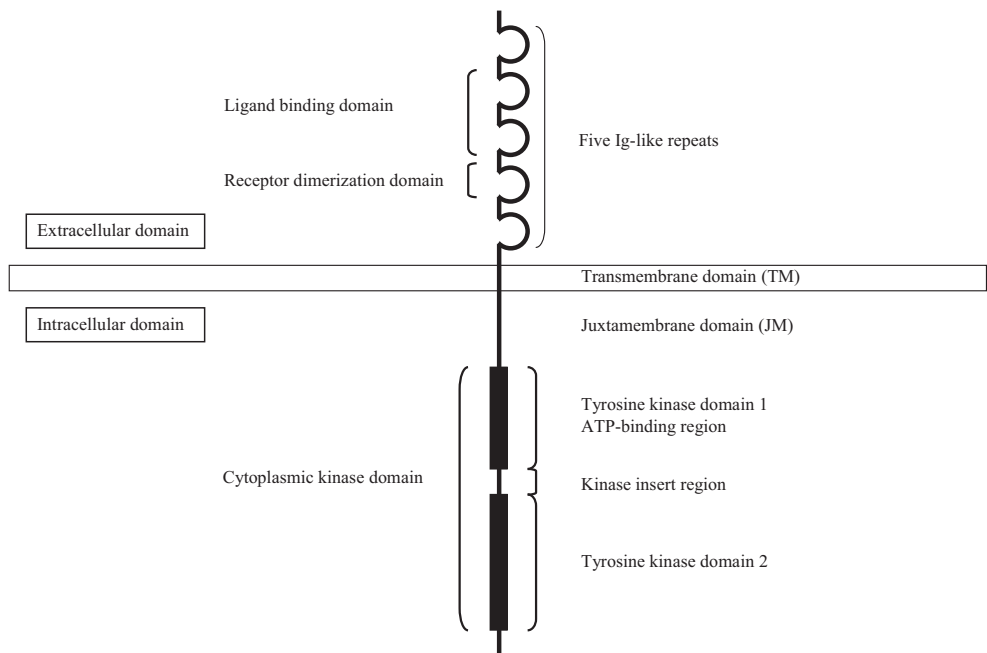 Ligand binding domain
Five Ig-like repeats
Receptor dimerization domain
Extracellular domain
Transmembrane domain (TM)
Intracellular domain
Juxtamembrane domain (JM)
Tyrosine kinase domain 1
ATP-binding region
Cytoplasmic kinase domain
Kinase insert region
Tyrosine kinase domain 2